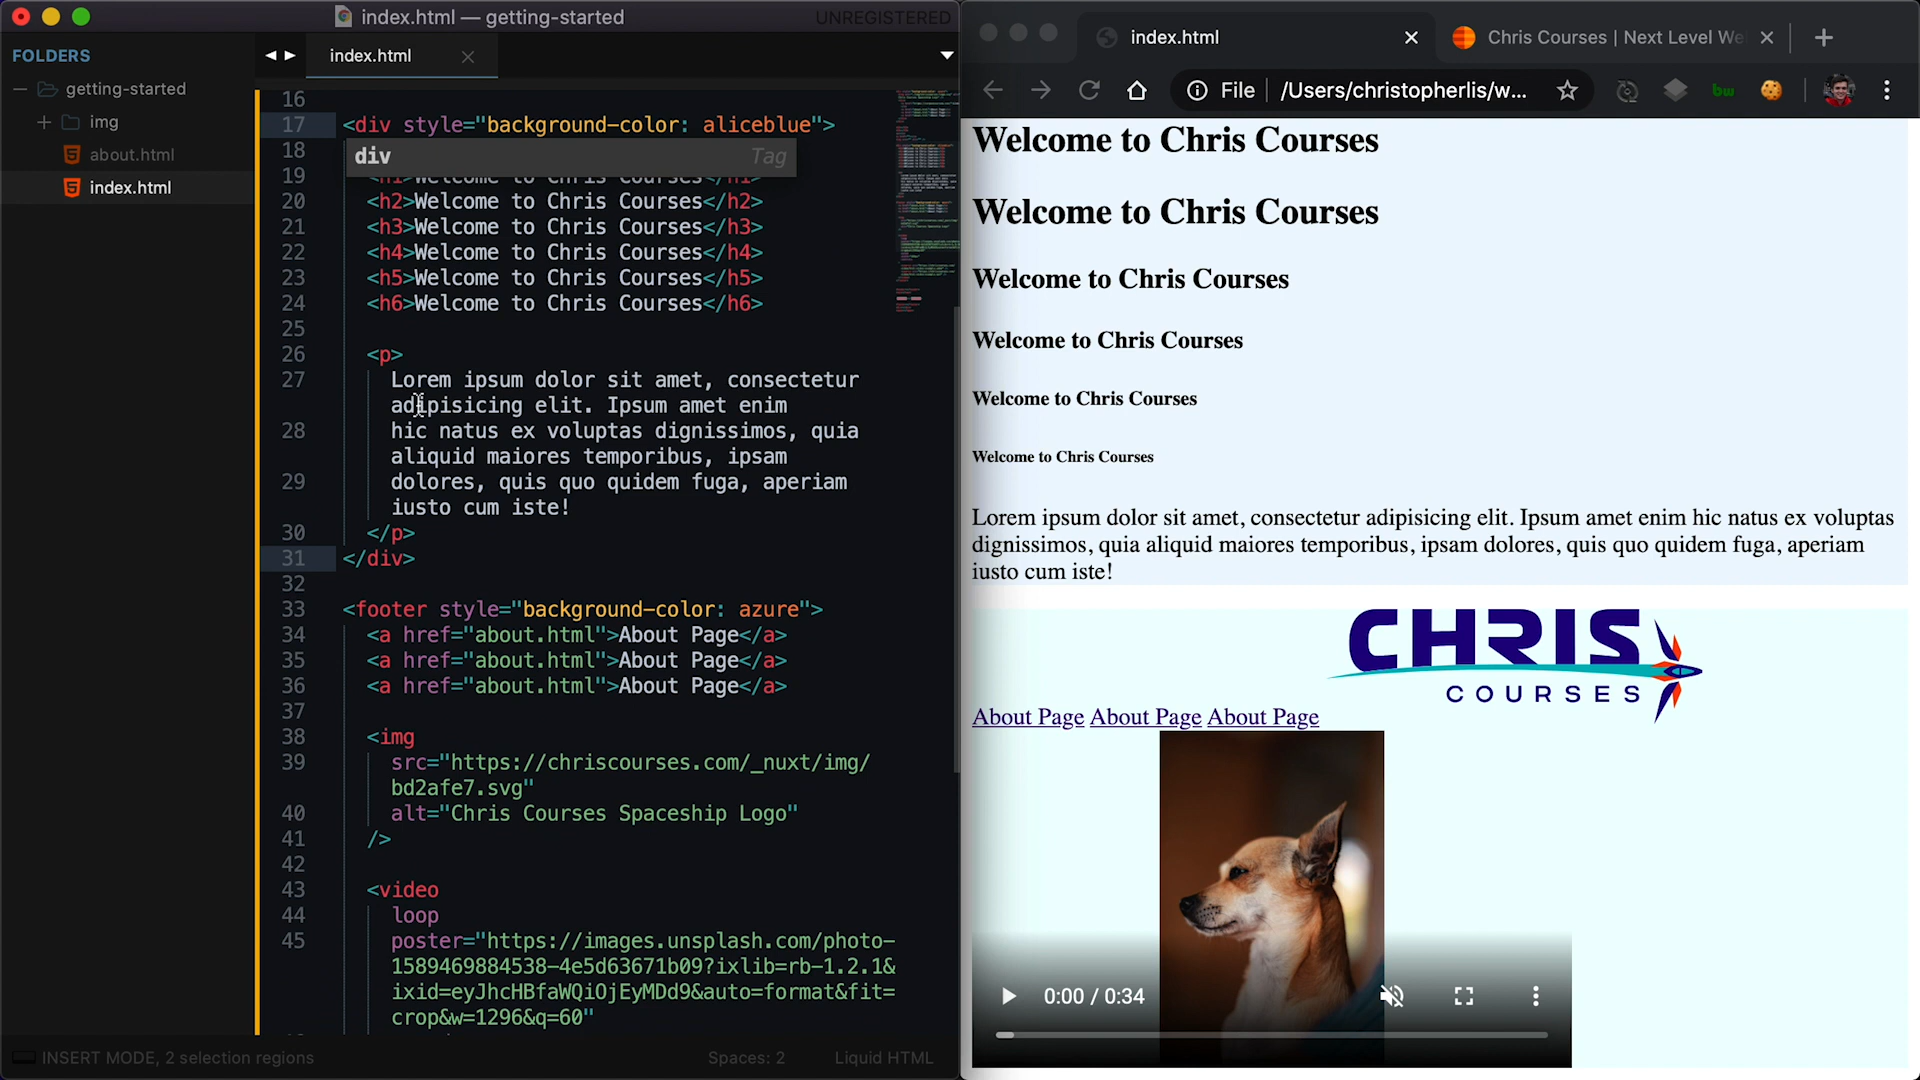 index.html — getting-started
UNREGISTERED
FOLDERS
getting-started
img
about.html
index.html
index.html
16
17 <div style="background-color: aliceblue">
div Tag
18
19 <h1>Welcome to Chris Courses</h1>
20 <h2>Welcome to Chris Courses</h2>
21 <h3>Welcome to Chris Courses</h3>
22 <h4>Welcome to Chris Courses</h4>
23 <h5>Welcome to Chris Courses</h5>
24 <h6>Welcome to Chris Courses</h6>
25
26 <p>
27 Lorem ipsum dolor sit amet, consectetur
adipisicing elit. Ipsum amet enim
28 hic natus ex voluptas dignissimos, quia
aliquid maiores temporibus, ipsam
29 dolores, quis quo quidem fuga, aperiam
iusto cum iste!
30 </p>
31 </div>
32
33 <footer style="background-color: azure">
34 <a href="about.html">About Page</a>
35 <a href="about.html">About Page</a>
36 <a href="about.html">About Page</a>
37
38 <img
39 src="https://chriscourses.com/_nuxt/img/
bd2afe7.svg"
40 alt="Chris Courses Spaceship Logo"
41 />
42
43 <video
44 loop
45 poster="https://images.unsplash.com/photo-
1589469884538-4e5d63671b09?ixlib=rb-1.2.1&
ixid=eyJhcHBfaWQiOjEyMDd9&auto=format&fit=
crop&w=1296&q=60"
INSERT MODE, 2 selection regions
Spaces: 2
Liquid HTML
index.html
Chris Courses | Next Level We
File /Users/christopherlis/w...
bw
Welcome to Chris Courses
Welcome to Chris Courses
Welcome to Chris Courses
Welcome to Chris Courses
Welcome to Chris Courses
Welcome to Chris Courses
Lorem ipsum dolor sit amet, consectetur adipisicing elit. Ipsum amet enim hic natus ex voluptas
dignissimos, quia aliquid maiores temporibus, ipsam dolores, quis quo quidem fuga, aperiam
iusto cum iste!
CHRIS
COURSES
About Page About Page About Page
0:00 / 0:34